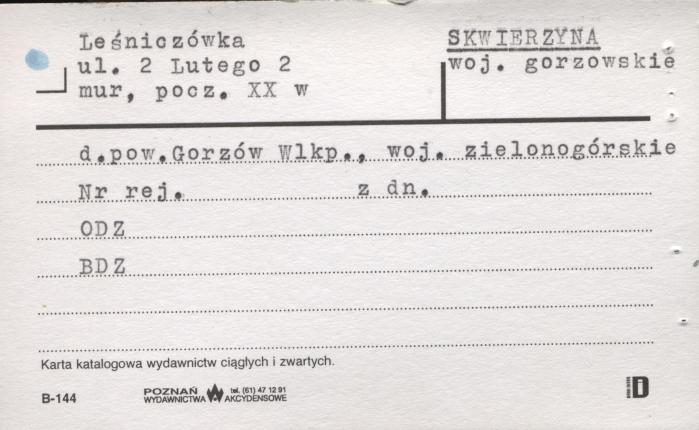 Leśniczówka
ul. 2 Lutego 2
mur, pocz. XX w
SKWIERZYNA
woj. gorzowskie
d.pow.Gorzów Wlkp., woj. zielonogórskie
Nr rej. z dn.
ODZ
BDZ
Karta katalogowa wydawnictw ciągłych i zwartych.
B-144
POZNAŃ
WYDAWNICTWA
tel. (61) 47 12 91
AKCYDENSOWE